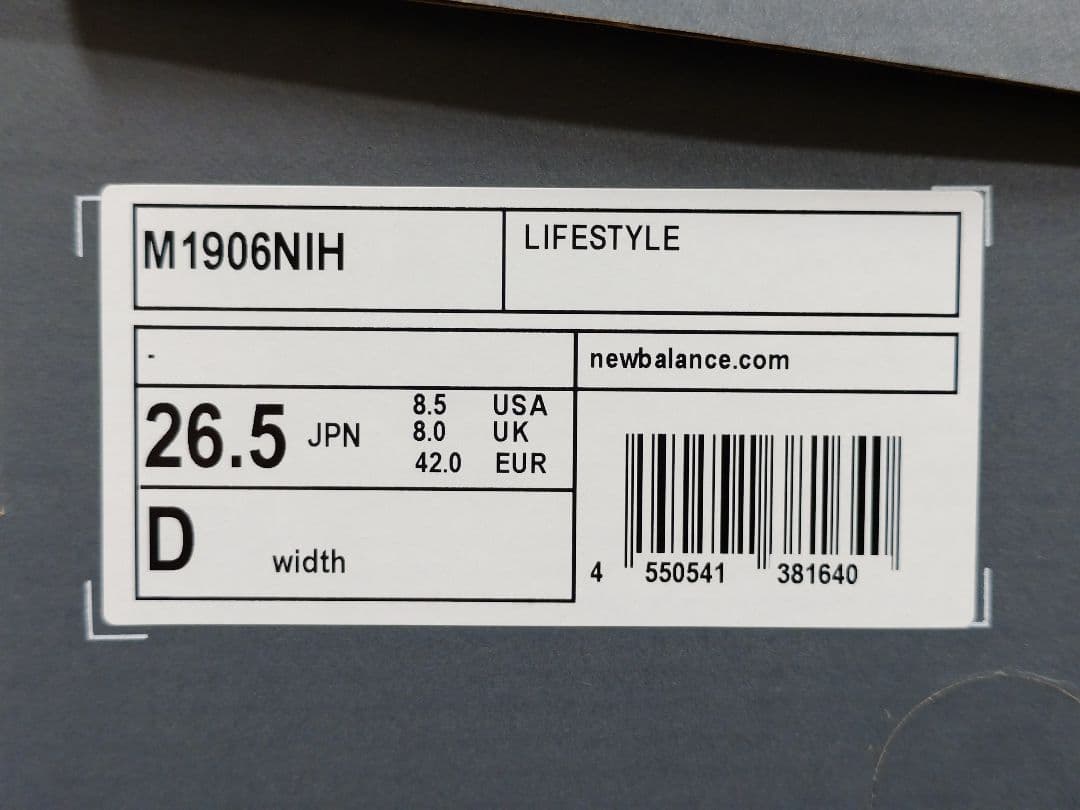 M1906NIH
LIFESTYLE
-
newbalance.com
26.5 JPN
8.5 USA
8.0 UK
42.0 EUR
D width
4 550541 381640